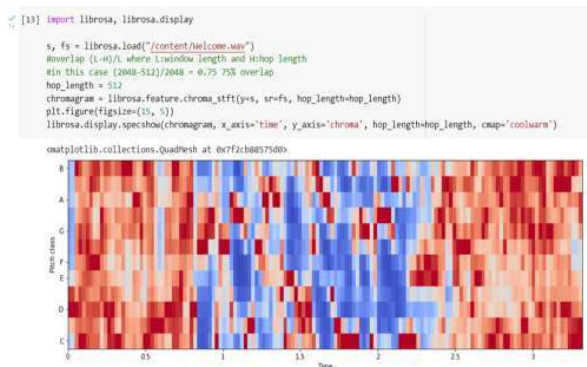 [13] import librosa, librosa.display
s, fs = librosa.load("/content/Welcome.wav")
#overlap (L-H)/L where L:window length and H:hop length
#in this case (2048-512)/2048 = 0.75 75% overlap
hop_length = 512
chromagram = librosa.feature.chroma_stft(y=s, sr=fs, hop_length=hop_length)
plt.figure(figsize=(15, 5))
librosa.display.specshow(chromagram, x_axis='time', y_axis='chroma', hop_length=hop_length, cmap='coolwarm')
<matplotlib.collections.QuadMesh at 0x7f2cb88575d0>
B
A
G
F
E
D
C
Pitch class
0 0.5 1 1.5 2 2.5 3
Time